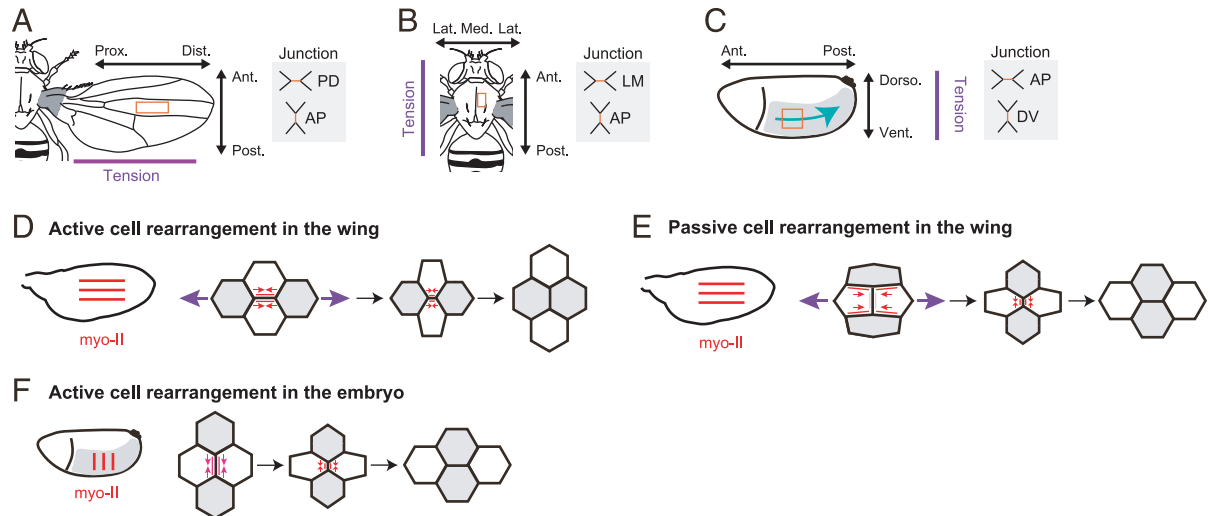 A
Prox.
Dist.
Ant.
Post.
Tension
Junction
PD
AP
B
Lat. Med. Lat.
Tension
Ant.
Post.
Junction
LM
AP
C
Ant.
Post.
Dorso.
Vent.
Tension
Junction
AP
DV
D Active cell rearrangement in the wing
myo-II
E Passive cell rearrangement in the wing
myo-II
F Active cell rearrangement in the embryo
myo-II